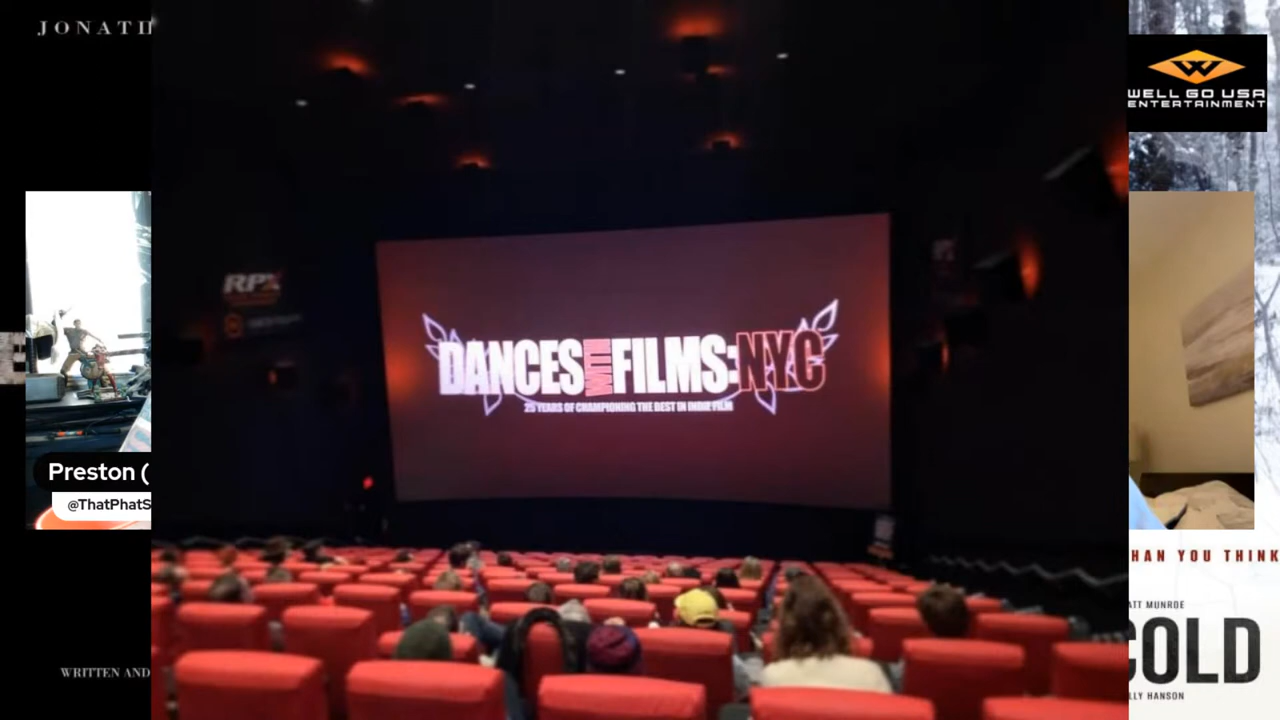 JONAT
WELL GO USA
ENTERTAINMENT
RPX
DANCES WITH FILMS:NYC
25 YEARS OF CHAMPIONING THE BEST IN INDIE FILM
Preston (
@ThatPhatS
HAN YOU THINK
ATT MUNROE
COLD
LLY HANSON
WRITTEN AND